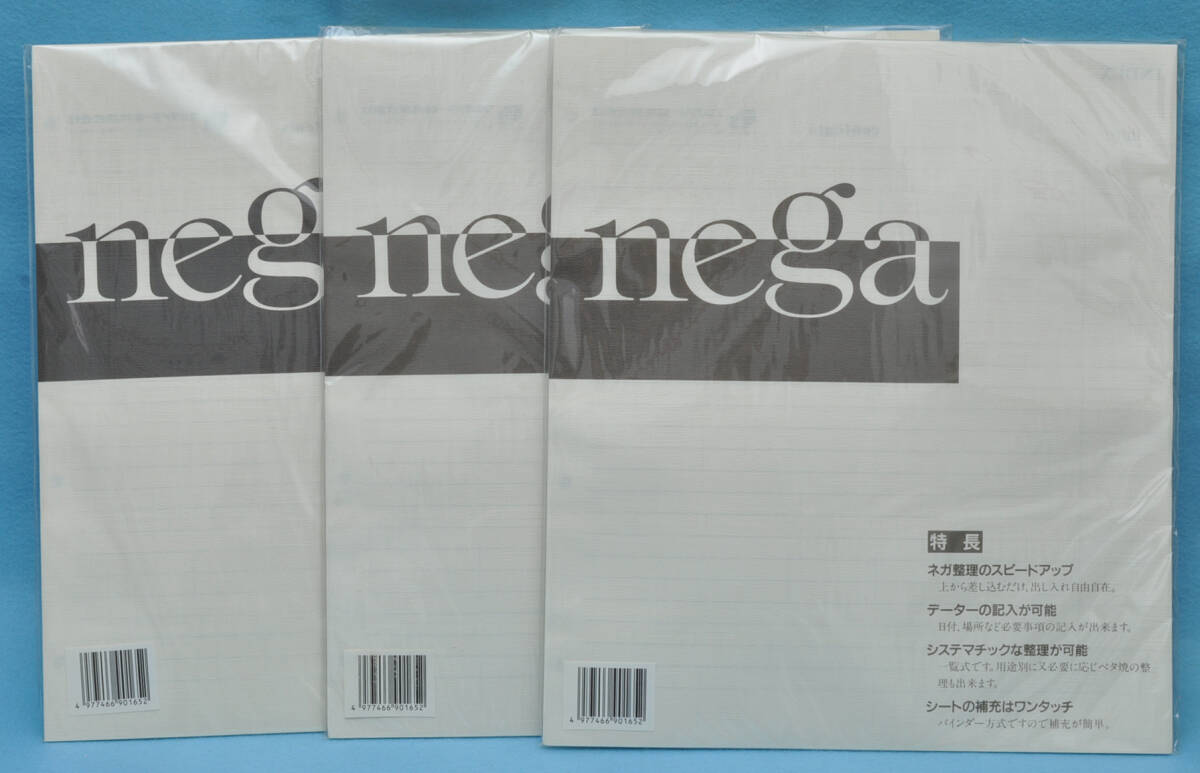 neg
ne
nega
特長
ネガ整理のスピードアップ
上から差し込むだけ、出し入れ自由自在。
データーの記入が可能
日付、場所など必要事項の記入が出来ます。
システマチックな整理が可能
一覧式です。用途別に又必要に応じベタ焼の整
理も出来ます。
シートの補充はワンタッチ
バインダー方式ですので補充が簡単。
4 977466 901652
4 977466 901652
4 977466 901652